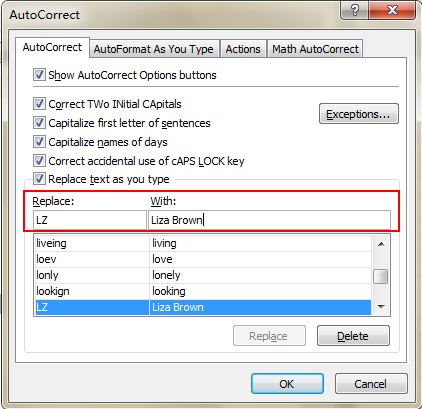 AutoCorrect
AutoCorrect AutoFormat As You Type Actions Math AutoCorrect
Show AutoCorrect Options buttons
Correct TWo INitial CApitals
Exceptions...
Capitalize first letter of sentences
Capitalize names of days
Correct accidental use of cAPS LOCK key
Replace text as you type
Replace: With:
LZ Liza Brown
liveing living
loev love
lonly lonely
lookign looking
LZ Liza Brown
Replace Delete
OK Cancel